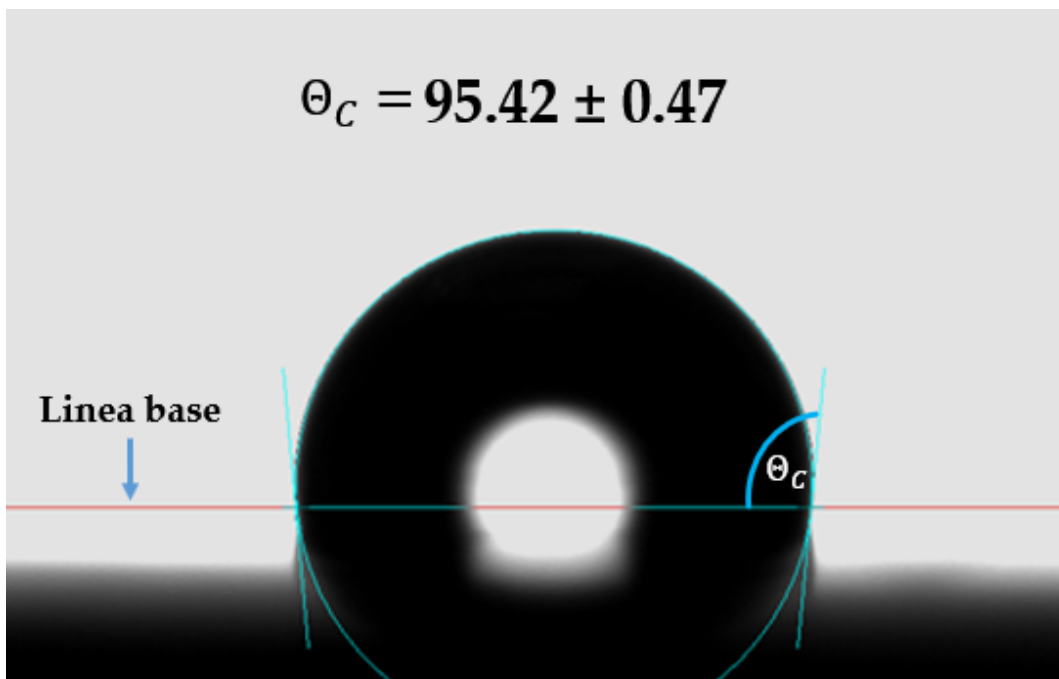 Θ_C = 95.42 ± 0.47
Linea base
Θ_C